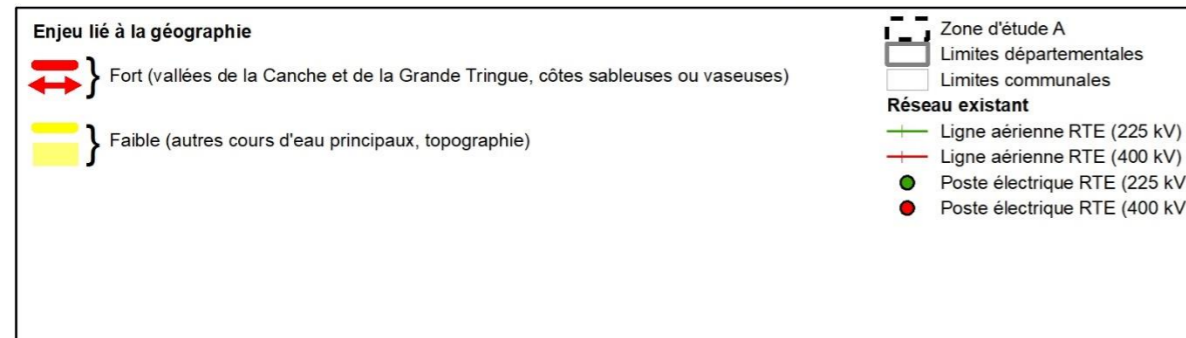 Enjeu lié à la géographie
} Fort (vallées de la Canche et de la Grande Tringue, côtes sableuses ou vaseuses)
} Faible (autres cours d'eau principaux, topographie)
Zone d'étude A
Limites départementales
Limites communales
Réseau existant
Ligne aérienne RTE (225 kV)
Ligne aérienne RTE (400 kV)
Poste électrique RTE (225 kV
Poste électrique RTE (400 kV